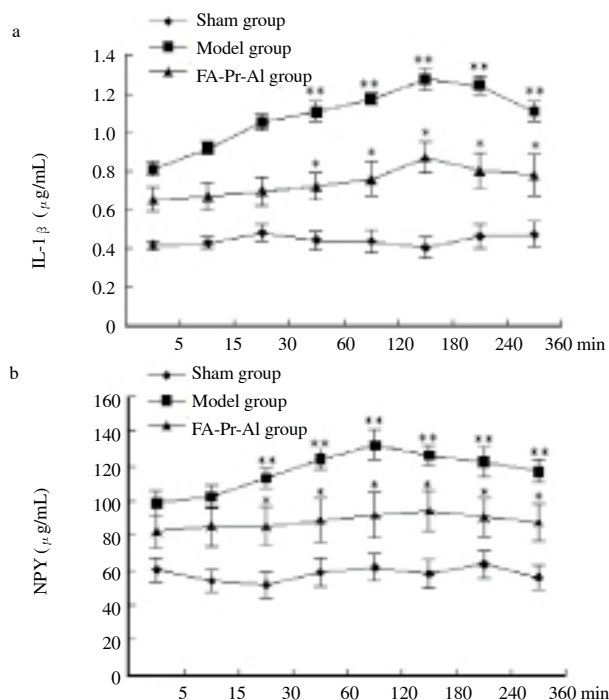 a
Sham group
Model group
FA-Pr-Al group
IL-1β (μg/mL)
1.4
1.2
1.0
0.8
0.6
0.4
0.2
0
** ** ** ** **
* * * * *
5 15 30 60 120 180 240 360 min
b
Sham group
Model group
FA-Pr-Al group
NPY (μg/mL)
160
140
120
100
80
60
40
20
0
** ** ** ** ** **
* * * * * *
5 15 30 60 120 180 240 360 min